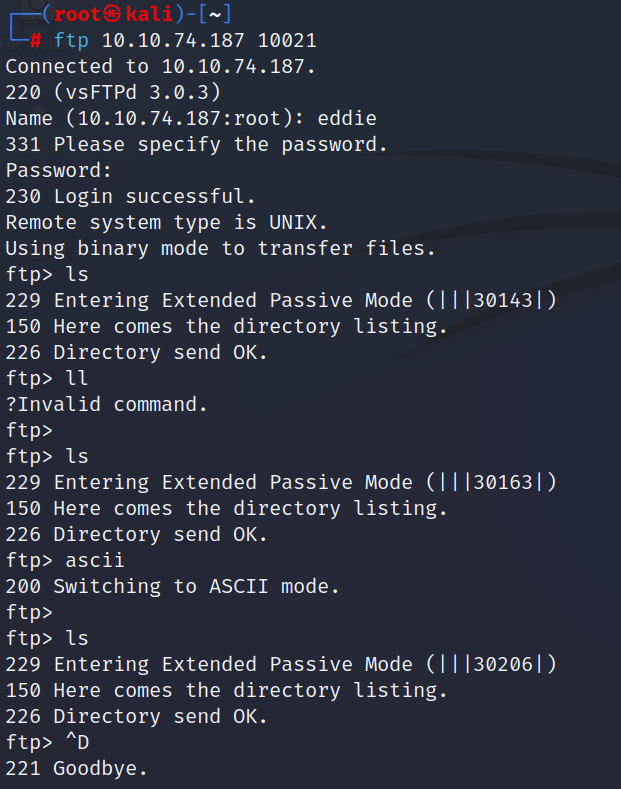 ┌──(root㉿kali)-[~]
└─# ftp 10.10.74.187 10021
Connected to 10.10.74.187.
220 (vsFTPd 3.0.3)
Name (10.10.74.187:root): eddie
331 Please specify the password.
Password:
230 Login successful.
Remote system type is UNIX.
Using binary mode to transfer files.
ftp> ls
229 Entering Extended Passive Mode (|||30143|)
150 Here comes the directory listing.
226 Directory send OK.
ftp> ll
?Invalid command.
ftp>
ftp> ls
229 Entering Extended Passive Mode (|||30163|)
150 Here comes the directory listing.
226 Directory send OK.
ftp> ascii
200 Switching to ASCII mode.
ftp>
ftp> ls
229 Entering Extended Passive Mode (|||30206|)
150 Here comes the directory listing.
226 Directory send OK.
ftp> ^D
221 Goodbye.